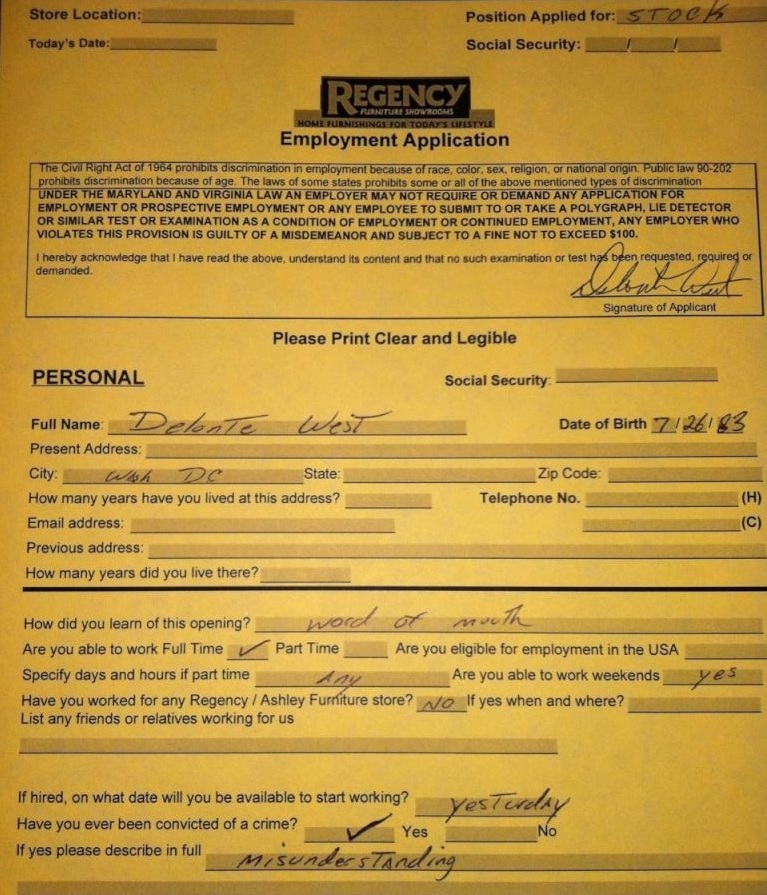 Store Location: Position Applied for: STOCK
Today's Date: Social Security: / /
REGENCY
FURNITURE SHOWROOMS
HOME FURNISHINGS FOR TODAY'S LIFESTYLE
Employment Application
The Civil Right Act of 1964 prohibits discrimination in employment because of race, color, sex, religion, or national origin. Public law 90-202
prohibits discrimination because of age. The laws of some states prohibits some or all of the above mentioned types of discrimination
UNDER THE MARYLAND AND VIRGINIA LAW AN EMPLOYER MAY NOT REQUIRE OR DEMAND ANY APPLICATION FOR
EMPLOYMENT OR PROSPECTIVE EMPLOYMENT OR ANY EMPLOYEE TO SUBMIT TO OR TAKE A POLYGRAPH, LIE DETECTOR
OR SIMILAR TEST OR EXAMINATION AS A CONDITION OF EMPLOYMENT OR CONTINUED EMPLOYMENT, ANY EMPLOYER WHO
VIOLATES THIS PROVISION IS GUILTY OF A MISDEMEANOR AND SUBJECT TO A FINE NOT TO EXCEED $100.
I hereby acknowledge that I have read the above, understand its content and that no such examination or test has been requested, required or
demanded.
Delonte West
Signature of Applicant
Please Print Clear and Legible
PERSONAL Social Security:
Full Name: Delonte West Date of Birth 7/26/83
Present Address:
City: Wash DC State: Zip Code:
How many years have you lived at this address? Telephone No. (H)
Email address: (C)
Previous address:
How many years did you live there?
How did you learn of this opening? word of mouth
Are you able to work Full Time ✓ Part Time Are you eligible for employment in the USA
Specify days and hours if part time Any Are you able to work weekends yes
Have you worked for any Regency / Ashley Furniture store? NO If yes when and where?
List any friends or relatives working for us
If hired, on what date will you be available to start working? yesturday
Have you ever been convicted of a crime? ✓ Yes No
If yes please describe in full misunderstanding